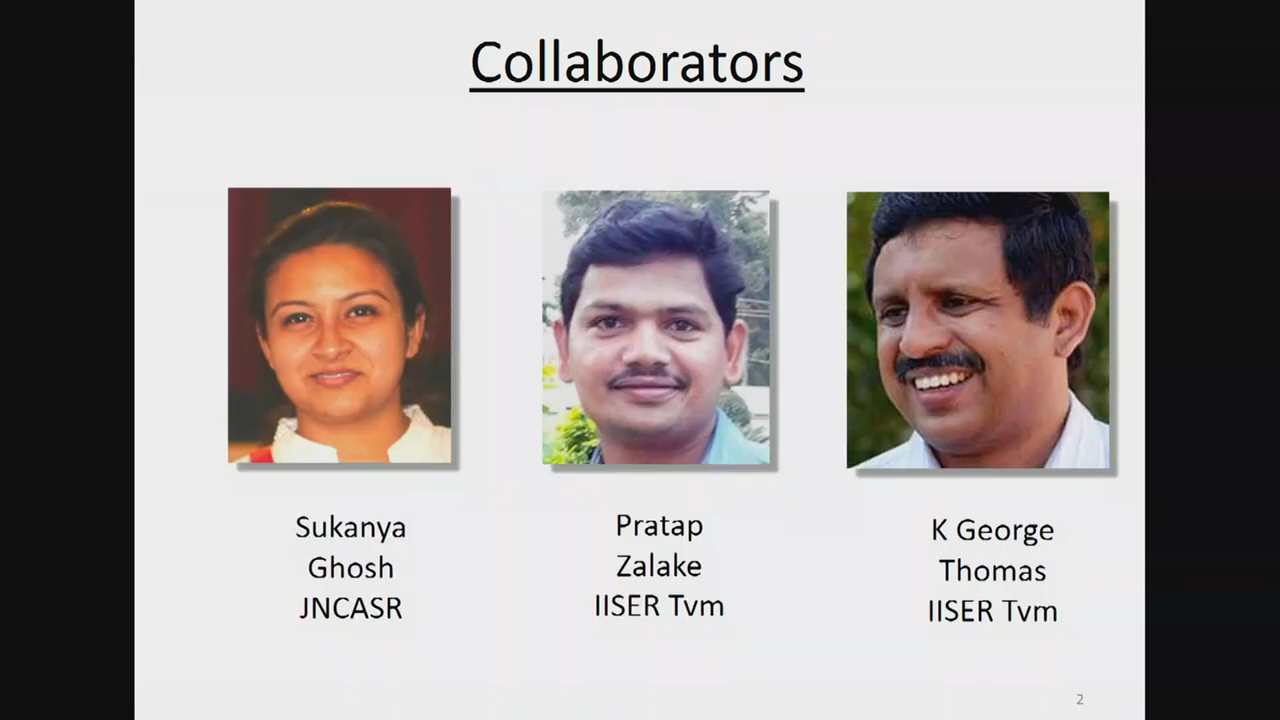 Collaborators
Sukanya
Ghosh
JNCASR
Pratap
Zalake
IISER Tvm
K George
Thomas
IISER Tvm
2